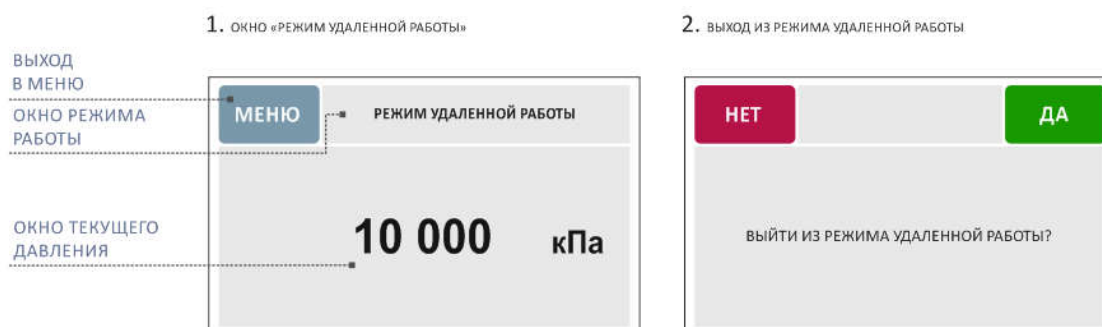 1. ОКНО «РЕЖИМ УДАЛЕННОЙ РАБОТЫ»
2. ВЫХОД ИЗ РЕЖИМА УДАЛЕННОЙ РАБОТЫ
ВЫХОД
В МЕНЮ
ОКНО РЕЖИМА
РАБОТЫ
ОКНО ТЕКУЩЕГО
ДАВЛЕНИЯ
МЕНЮ
РЕЖИМ УДАЛЕННОЙ РАБОТЫ
10 000 кПа
НЕТ
ДА
ВЫЙТИ ИЗ РЕЖИМА УДАЛЕННОЙ РАБОТЫ?